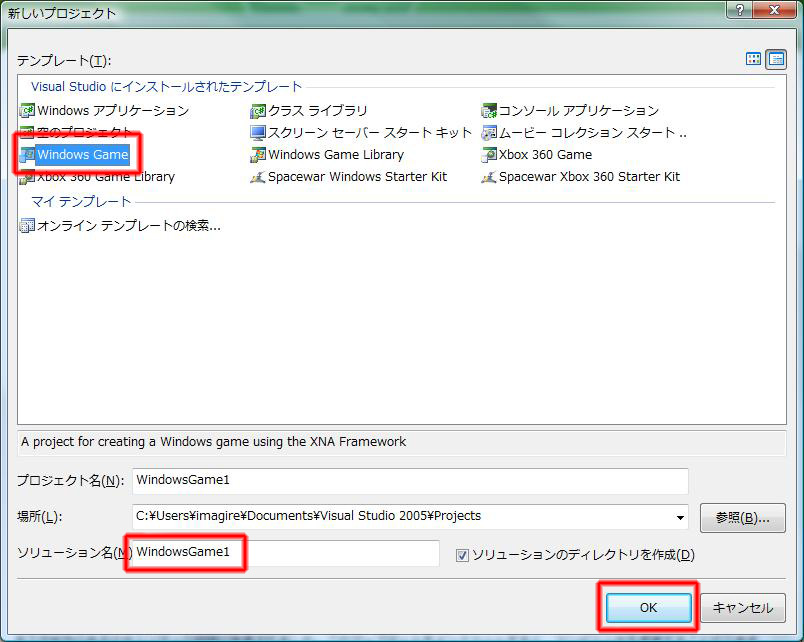 新しいプロジェクト
テンプレート(T):
Visual Studio にインストールされたテンプレート
Windows アプリケーション クラス ライブラリ コンソール アプリケーション
空のプロジェクト スクリーン セーバー スタート キット ムービー コレクション スタート ..
Windows Game Windows Game Library Xbox 360 Game
Xbox 360 Game Library Spacewar Windows Starter Kit Spacewar Xbox 360 Starter Kit
マイ テンプレート
オンライン テンプレートの検索...
A project for creating a Windows game using the XNA Framework
プロジェクト名(N): WindowsGame1
場所(L): C:¥Users¥imagire¥Documents¥Visual Studio 2005¥Projects 参照(B)...
ソリューション名(M) WindowsGame1 ソリューションのディレクトリを作成(D)
OK キャンセル